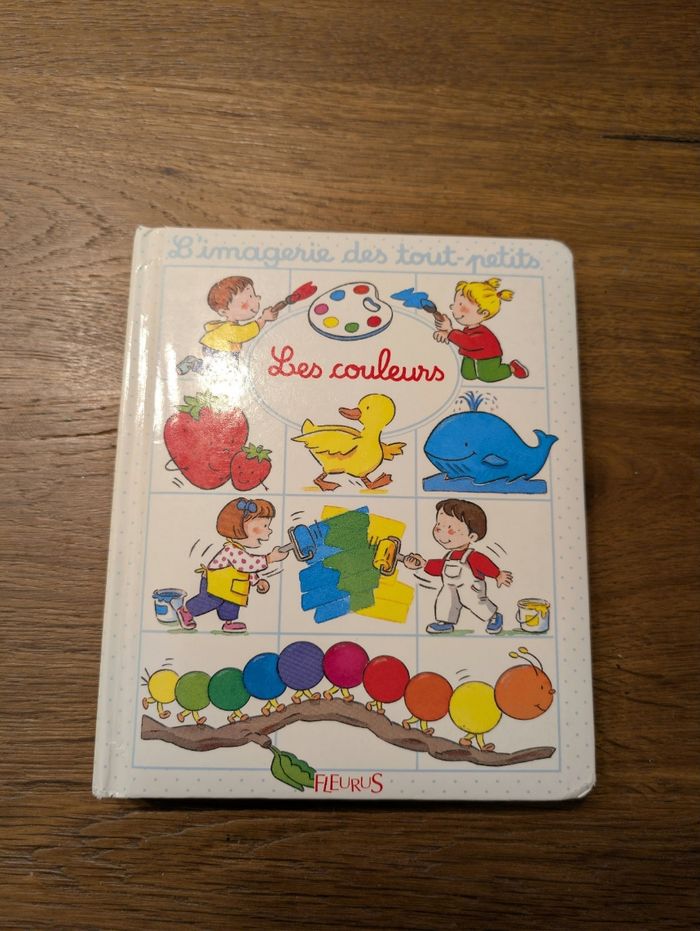 L'imagerie des tout-petits
Les couleurs
FLEURUS